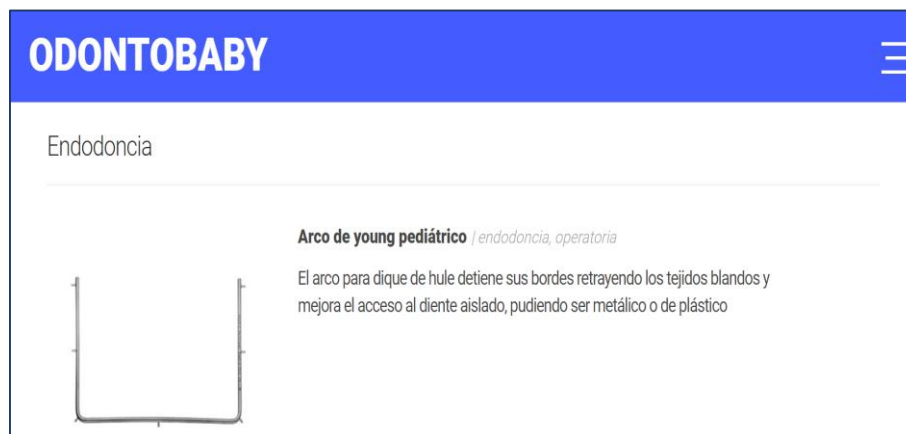 ODONTOBABY
Endodoncia
Arco de young pediátrico | endodoncia, operatoria
El arco para dique de hule detiene sus bordes retrayendo los tejidos blandos y
mejora el acceso al diente aislado, pudiendo ser metálico o de plástico